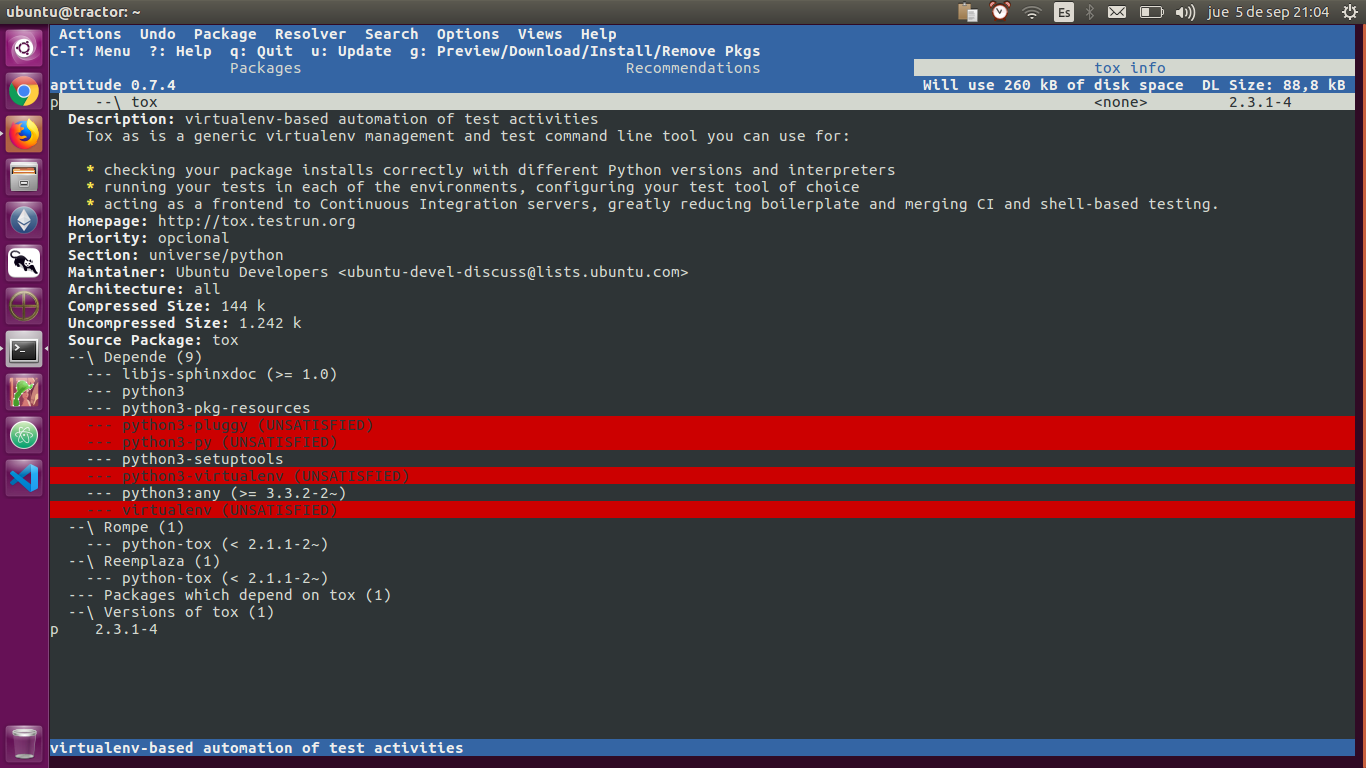 ubuntu@tractor: ~
Es
jue 5 de sep 21:04
Actions Undo Package Resolver Search Options Views Help
C-T: Menu ?: Help q: Quit u: Update g: Preview/Download/Install/Remove Pkgs
Packages Recommendations tox info
aptitude 0.7.4 Will use 260 kB of disk space DL Size: 88,8 kB
p --\ tox <none> 2.3.1-4
Description: virtualenv-based automation of test activities
Tox as is a generic virtualenv management and test command line tool you can use for:
* checking your package installs correctly with different Python versions and interpreters
* running your tests in each of the environments, configuring your test tool of choice
* acting as a frontend to Continuous Integration servers, greatly reducing boilerplate and merging CI and shell-based testing.
Homepage: http://tox.testrun.org
Priority: opcional
Section: universe/python
Maintainer: Ubuntu Developers <ubuntu-devel-discuss@lists.ubuntu.com>
Architecture: all
Compressed Size: 144 k
Uncompressed Size: 1.242 k
Source Package: tox
--\ Depende (9)
--- libjs-sphinxdoc (>= 1.0)
--- python3
--- python3-pkg-resources
--- python3-pluggy (UNSATISFIED)
--- python3-py (UNSATISFIED)
--- python3-setuptools
--- python3-virtualenv (UNSATISFIED)
--- python3:any (>= 3.3.2-2~)
--- virtualenv (UNSATISFIED)
--\ Rompe (1)
--- python-tox (< 2.1.1-2~)
--\ Reemplaza (1)
--- python-tox (< 2.1.1-2~)
--- Packages which depend on tox (1)
--\ Versions of tox (1)
p 2.3.1-4
virtualenv-based automation of test activities